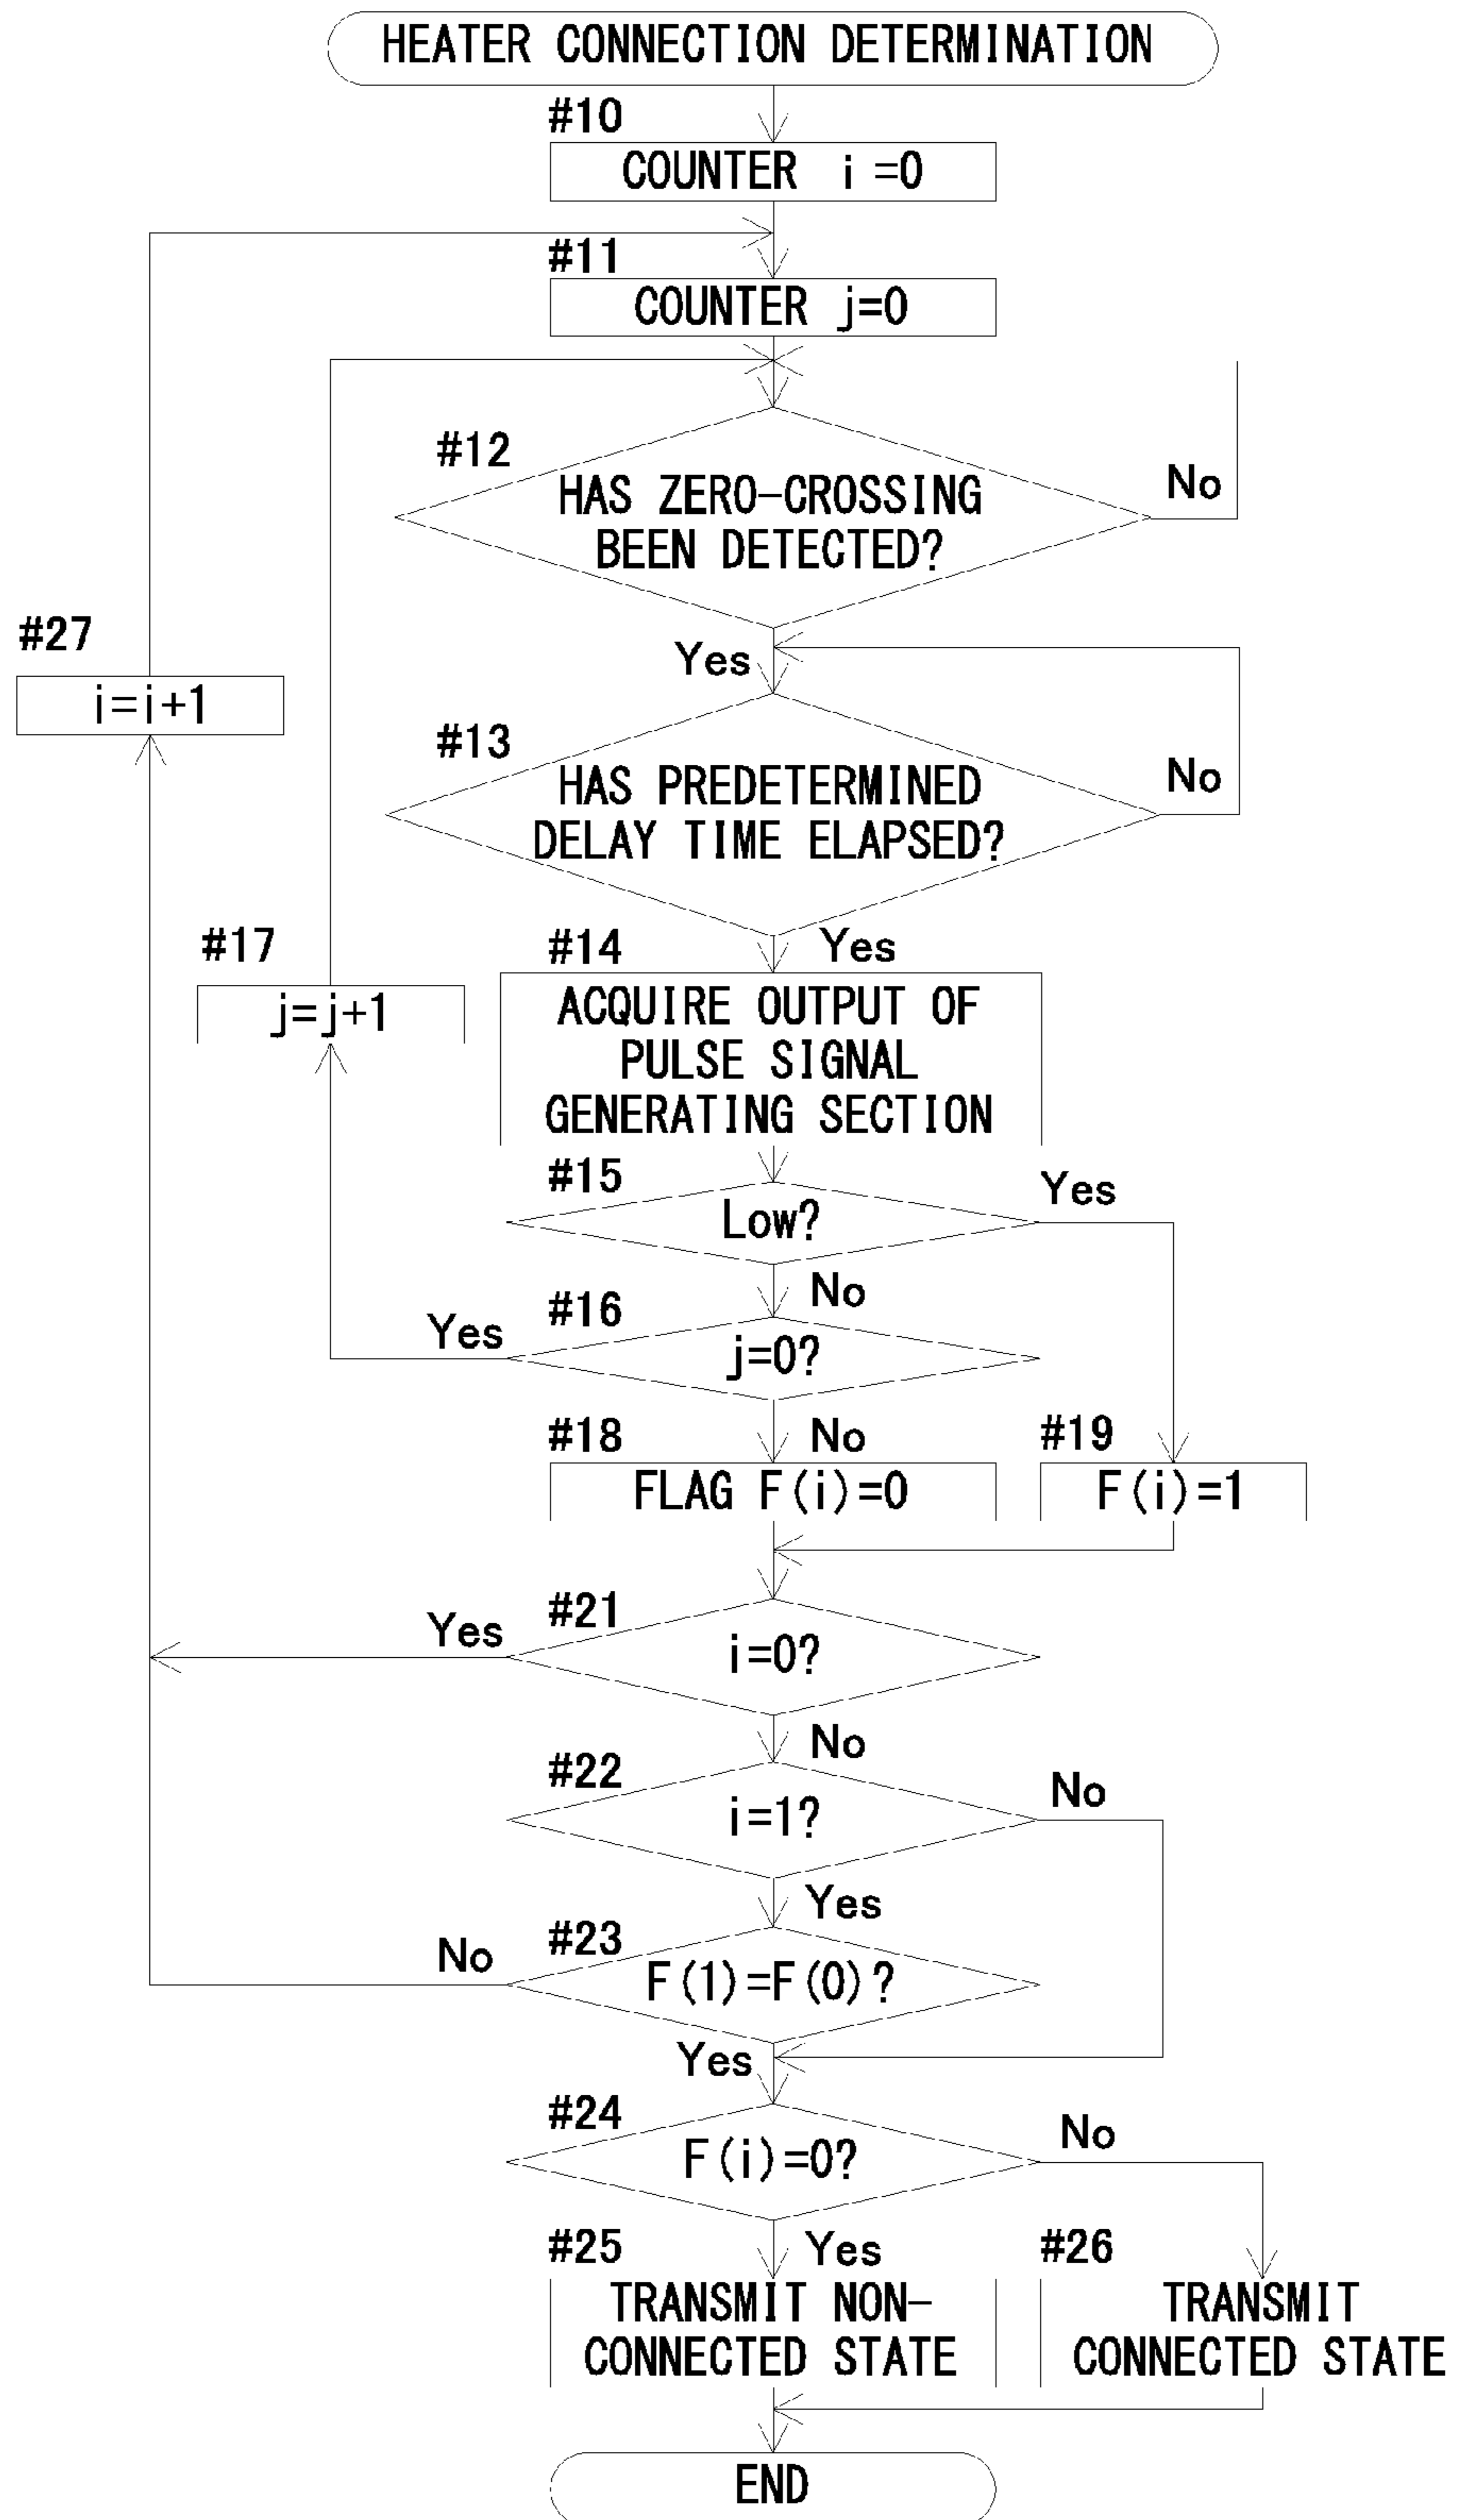 HEATER CONNECTION DETERMINATION
#10
COUNTER i =0
#11
COUNTER j=0
#12
HAS ZERO-CROSSING
BEEN DETECTED?
No
Yes
#27
i=i+1
#13
HAS PREDETERMINED
DELAY TIME ELAPSED?
No
Yes
#17
j=j+1
#14
ACQUIRE OUTPUT OF
PULSE SIGNAL
GENERATING SECTION
#15
Low?
Yes
No
#16
j=0?
Yes
No
#18
FLAG F(i)=0
#19
F(i)=1
#21
i=0?
Yes
No
#22
i=1?
No
Yes
#23
F(1)=F(0)?
No
Yes
#24
F(i)=0?
No
Yes
#25
TRANSMIT NON-
CONNECTED STATE
#26
TRANSMIT
CONNECTED STATE
END